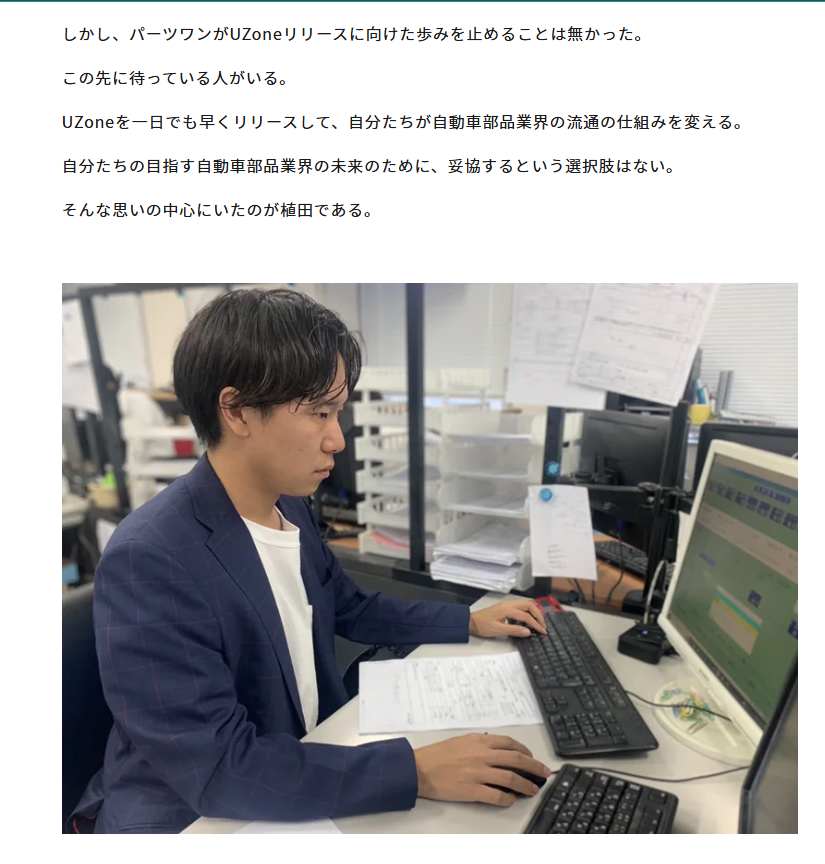 しかし、パーツワンがUZoneリリースに向けた歩みを止めることは無かった。
この先に待っている人がいる。
UZoneを一日でも早くリリースして、自分たちが自動車部品業界の流通の仕組みを変える。
自分たちの目指す自動車部品業界の未来のために、妥協するという選択肢はない。
そんな思いの中心にいたのが植田である。